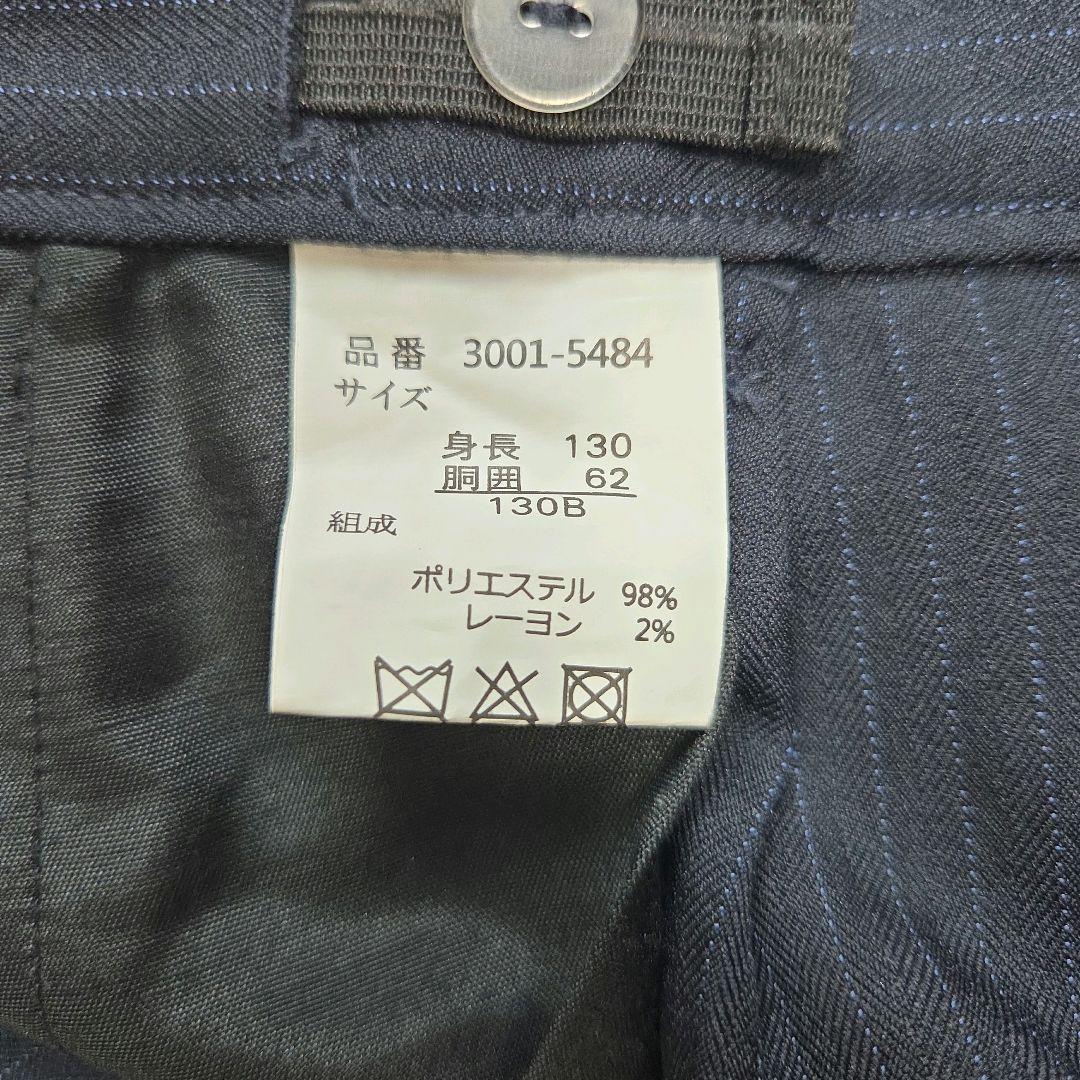 品番 3001-5484
サイズ
身長 130
胴囲 62
130B
組成
ポリエステル 98%
レーヨン 2%